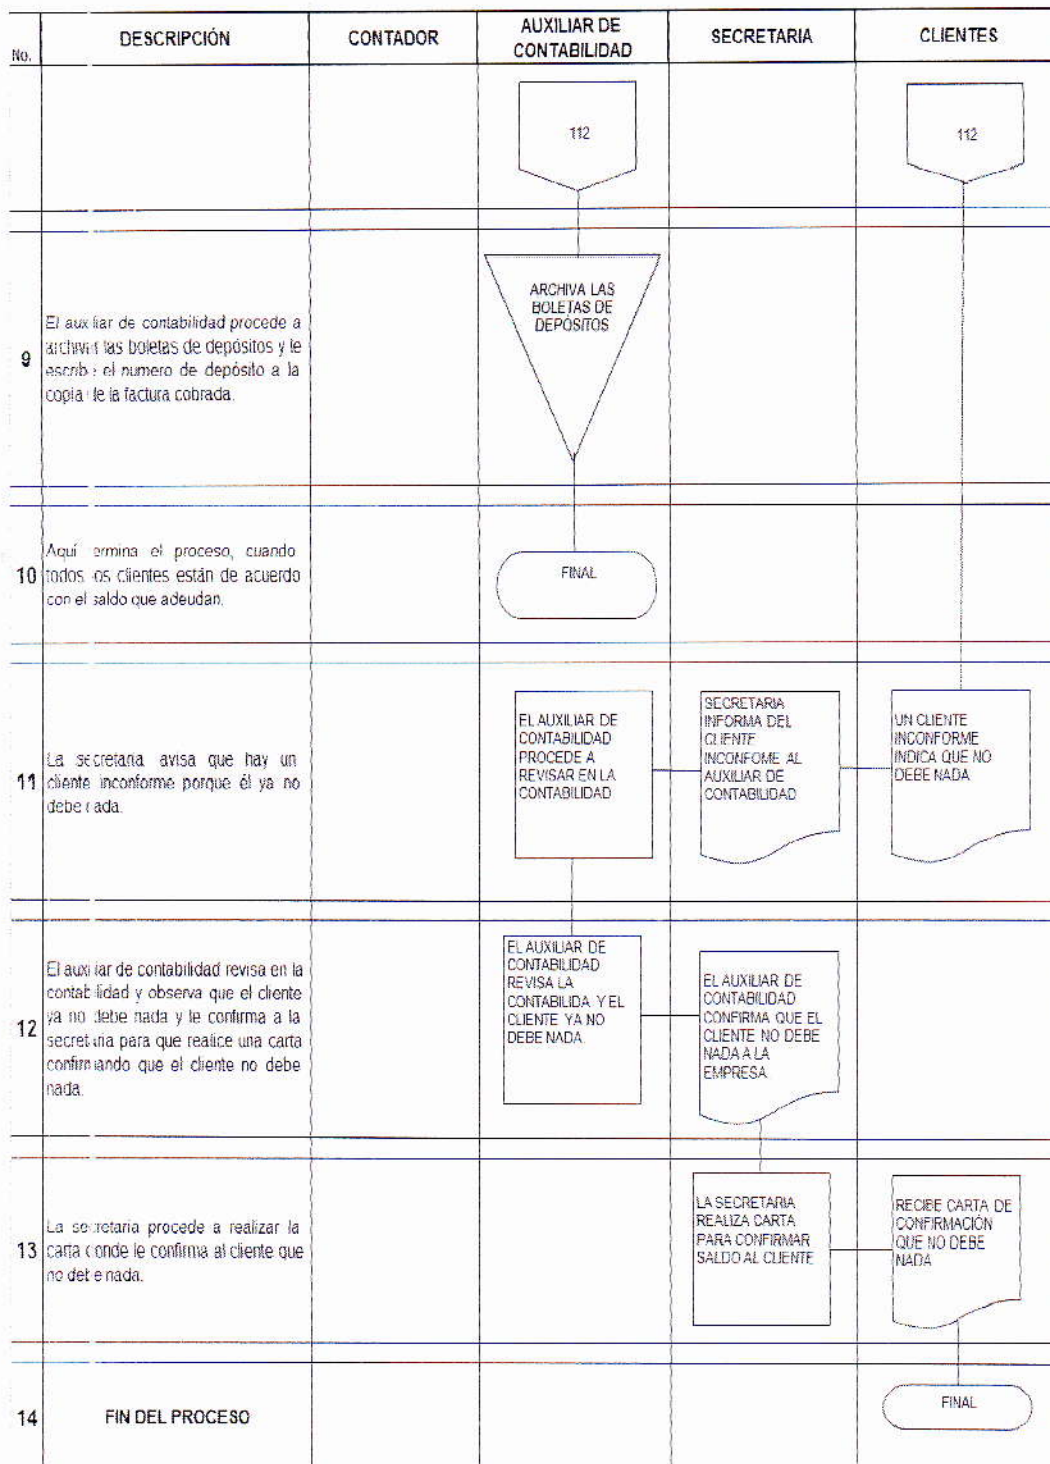 No.
DESCRIPCIÓN
CONTADOR
AUXILIAR DE
CONTABILIDAD
SECRETARIA
CLIENTES
112
112
9
El auxiliar de contabilidad procede a
archivar las boletas de depósitos y le
escribe el numero de depósito a la
copia de la factura cobrada.
ARCHIVA LAS
BOLETAS DE
DEPÓSITOS
10
Aquí termina el proceso, cuando
todos los clientes están de acuerdo
con el saldo que adeudan.
FINAL
11
La secretaria avisa que hay un
cliente inconforme porque él ya no
debe nada.
EL AUXILIAR DE
CONTABILIDAD
PROCEDE A
REVISAR EN LA
CONTABILIDAD
SECRETARIA
INFORMA DEL
CLIENTE
INCONFOME AL
AUXILIAR DE
CONTABILIDAD
UN CLIENTE
INCONFORME
INDICA QUE NO
DEBE NADA
12
El auxiliar de contabilidad revisa en la
contabilidad y observa que el cliente
ya no debe nada y le confirma a la
secretaria para que realice una carta
confirmando que el cliente no debe
nada.
EL AUXILIAR DE
CONTABILIDAD
REVISA LA
CONTABILIDA Y EL
CLIENTE YA NO
DEBE NADA.
EL AUXILIAR DE
CONTABILIDAD
CONFIRMA QUE EL
CLIENTE NO DEBE
NADA A LA
EMPRESA
13
La secretaria procede a realizar la
carta donde le confirma al cliente que
no debe nada.
LA SECRETARIA
REALIZA CARTA
PARA CONFIRMAR
SALDO AL CLIENTE
RECIBE CARTA DE
CONFIRMACIÓN
QUE NO DEBE
NADA
14
FIN DEL PROCESO
FINAL